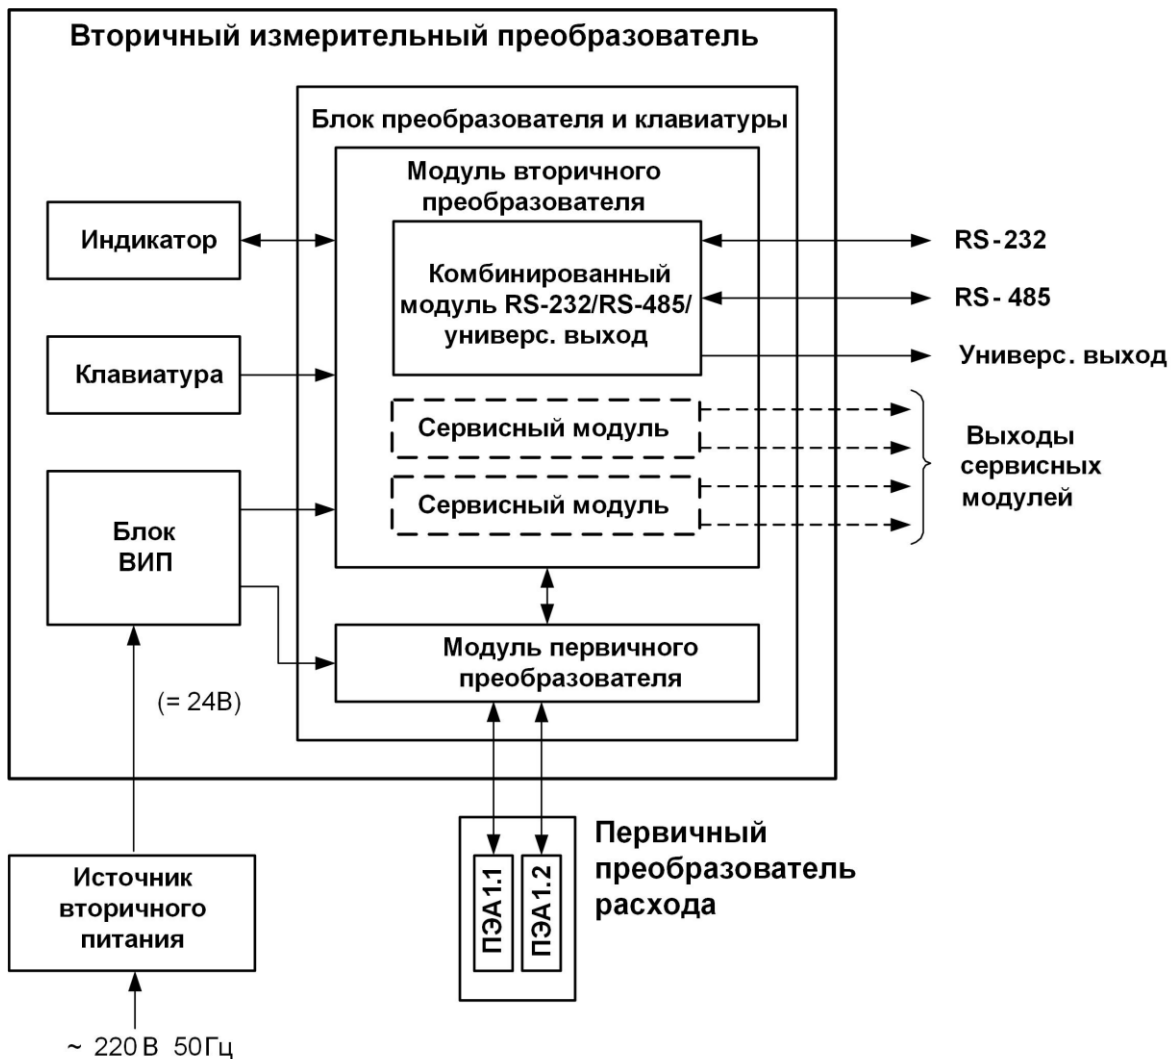 Вторичный измерительный преобразователь
Блок преобразователя и клавиатуры
Модуль вторичного
преобразователя
Индикатор
Комбинированный
модуль RS-232/RS-485/
универс. выход
RS-232
RS-485
Универс. выход
Клавиатура
Сервисный модуль
Сервисный модуль
Выходы
сервисных
модулей
Блок
ВИП
Модуль первичного
преобразователя
(= 24В)
Источник
вторичного
питания
~ 220 В 50 Гц
ПЭА1.1
ПЭА1.2
Первичный
преобразователь
расхода